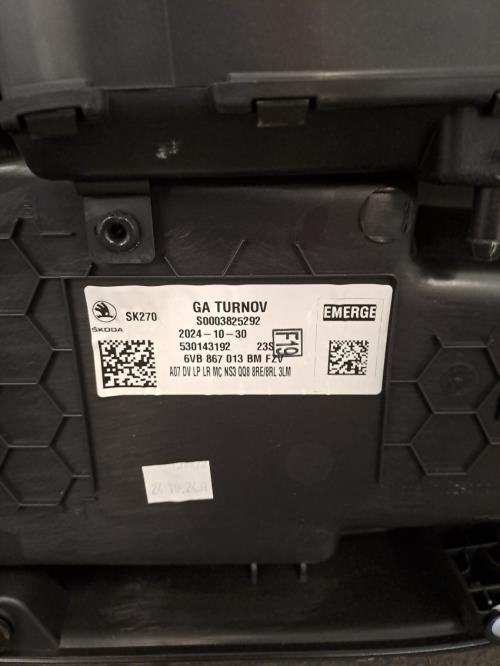 GA TURNOV
SK270
S0003825292
EMERGE
ŠKODA
2024-10-30
530143192 23S
F19
6VB 867 013 BM FZV
A07 DV LP LR MC NS3 QQ8 8RE/8RL 3LM